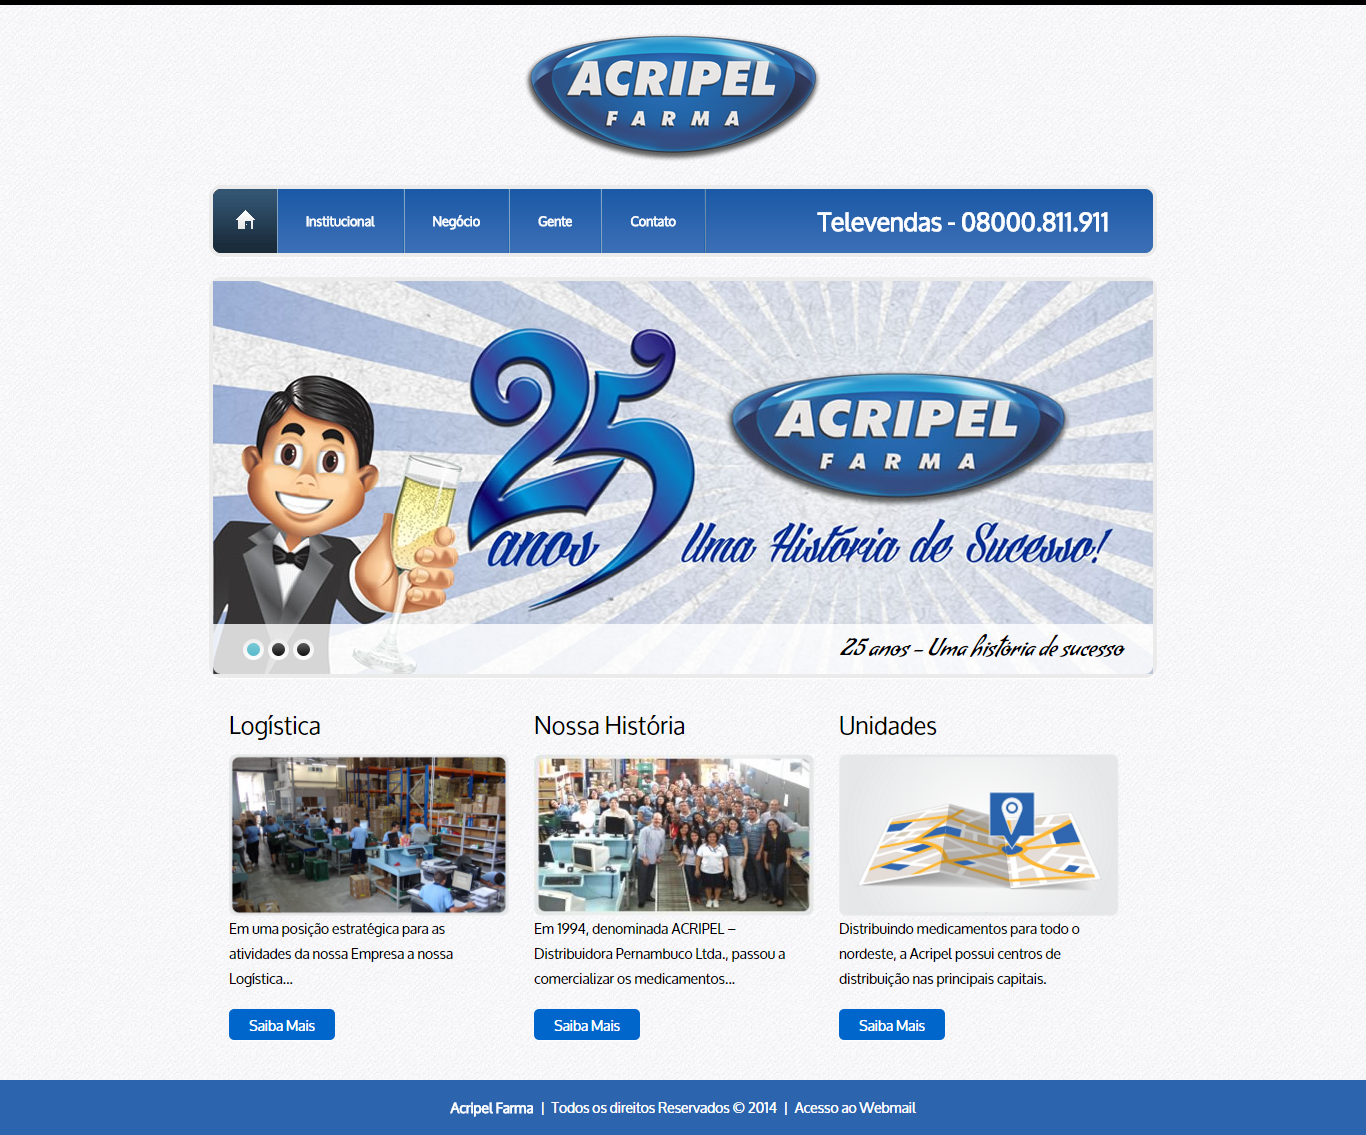 ACRIPEL
FARMA
Institucional
Negócio
Gente
Contato
Televendas - 08000.811.911
25
anos
ACRIPEL
FARMA
Uma História de Sucesso!
25 anos – Uma história de sucesso
Logística
Em uma posição estratégica para as
atividades da nossa Empresa a nossa
Logística...
Saiba Mais
Nossa História
Em 1994, denominada ACRIPEL –
Distribuidora Pernambuco Ltda., passou a
comercializar os medicamentos...
Saiba Mais
Unidades
Distribuindo medicamentos para todo o
nordeste, a Acripel possui centros de
distribuição nas principais capitais.
Saiba Mais
Acripel Farma | Todos os direitos Reservados © 2014 | Acesso ao Webmail